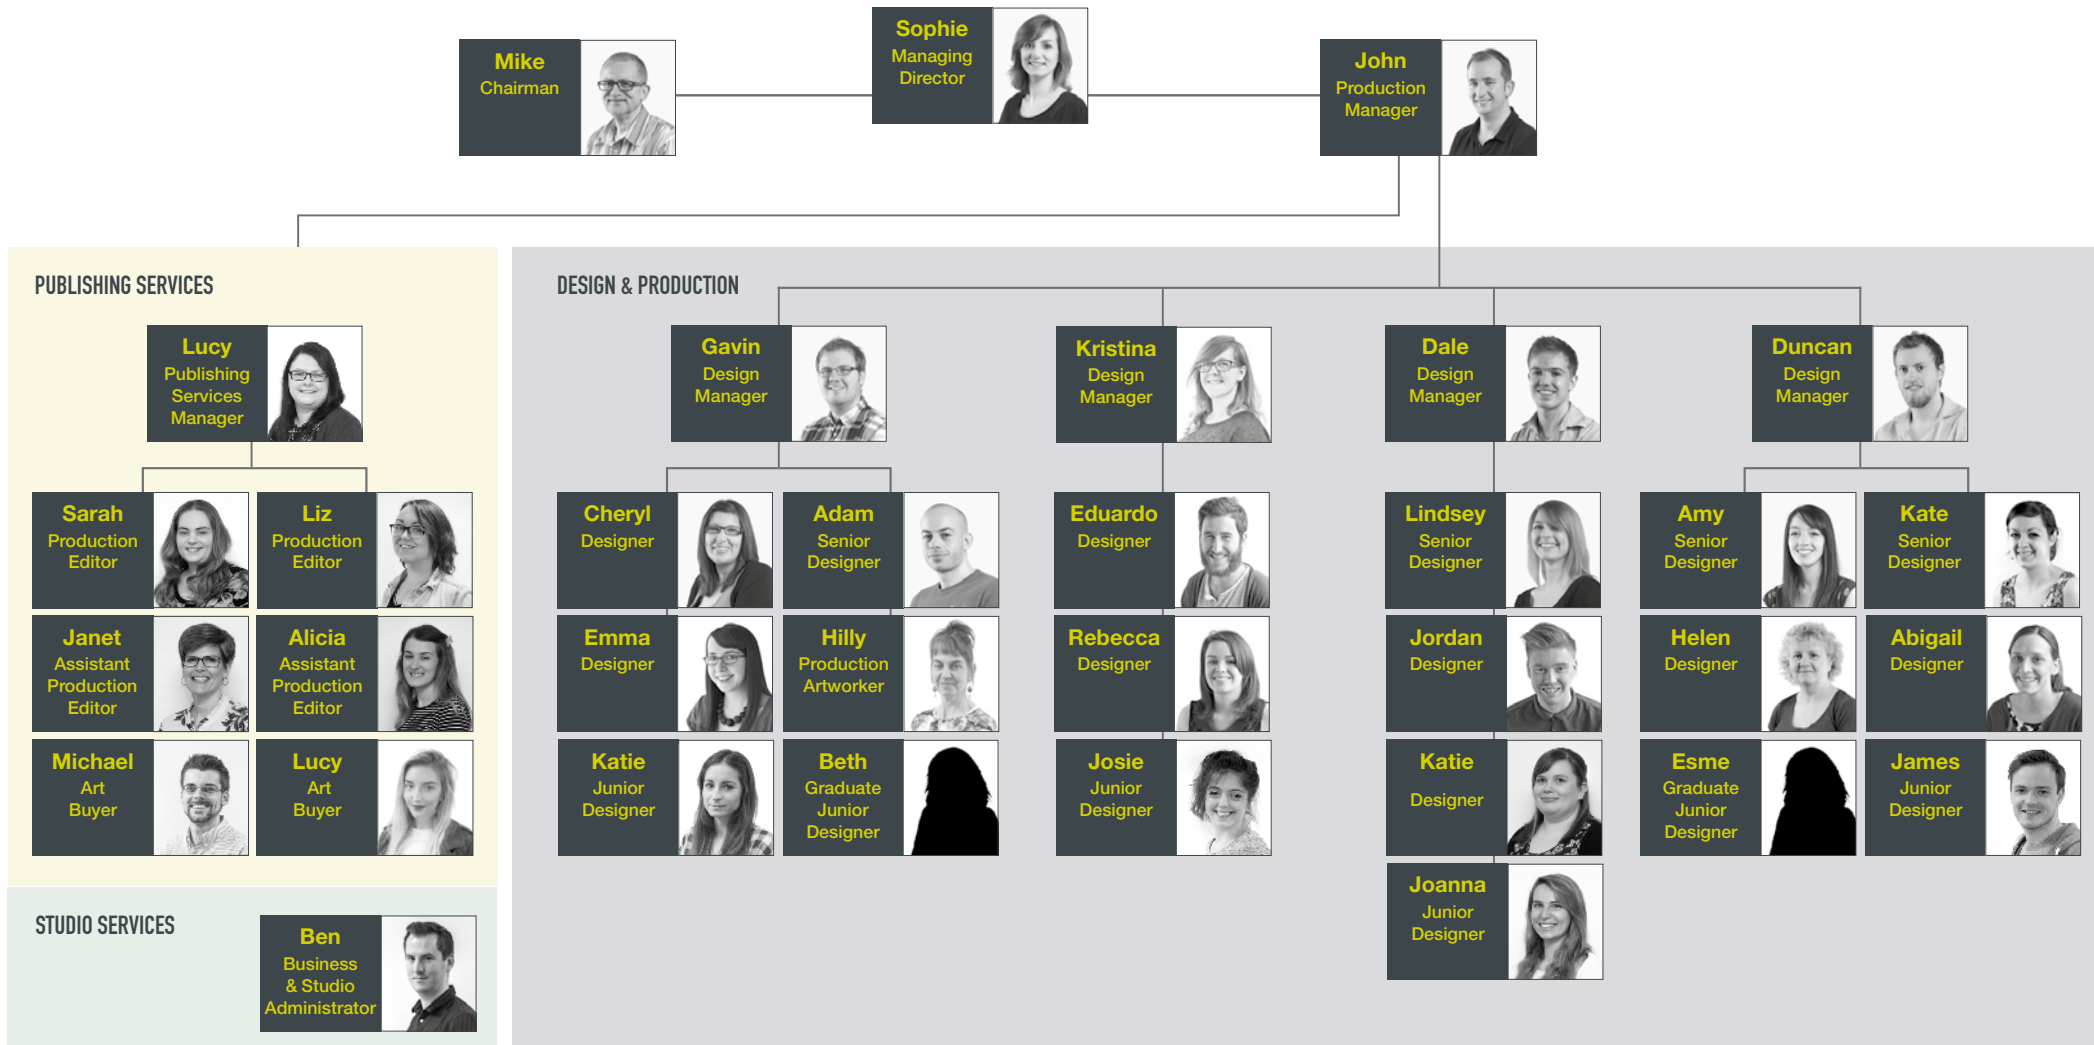 Sophie
Managing
Director
Mike
Chairman
John
Production
Manager
PUBLISHING SERVICES
Lucy
Publishing
Services
Manager
Sarah
Production
Editor
Liz
Production
Editor
Janet
Assistant
Production
Editor
Alicia
Assistant
Production
Editor
Michael
Art
Buyer
Lucy
Art
Buyer
STUDIO SERVICES
Ben
Business
& Studio
Administrator
DESIGN & PRODUCTION
Gavin
Design
Manager
Cheryl
Designer
Adam
Senior
Designer
Emma
Designer
Hilly
Production
Artworker
Katie
Junior
Designer
Beth
Graduate
Junior
Designer
Kristina
Design
Manager
Eduardo
Designer
Rebecca
Designer
Josie
Junior
Designer
Dale
Design
Manager
Lindsey
Senior
Designer
Jordan
Designer
Katie
Designer
Joanna
Junior
Designer
Duncan
Design
Manager
Amy
Senior
Designer
Kate
Senior
Designer
Helen
Designer
Abigail
Designer
Esme
Graduate
Junior
Designer
James
Junior
Designer